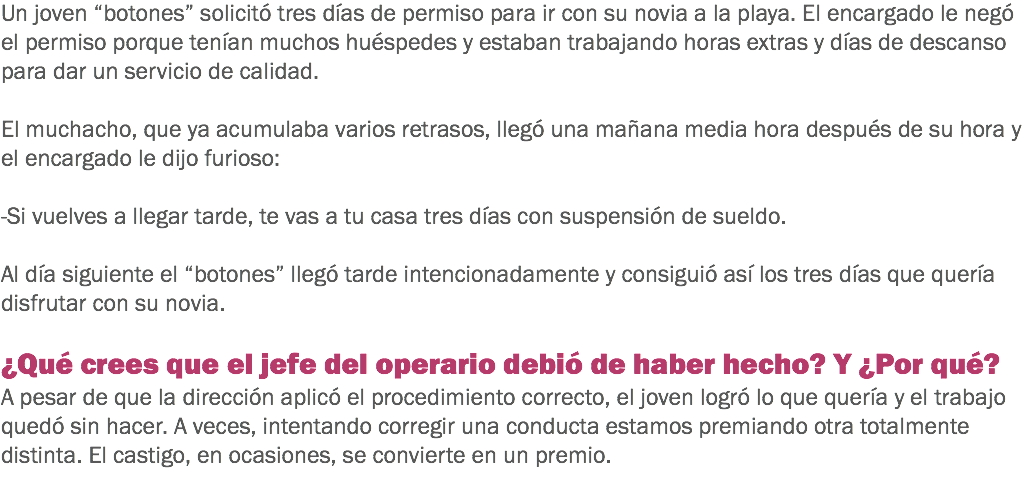 Un joven “botones” solicitó tres días de permiso para ir con su novia a la playa. El encargado le negó
el permiso porque tenían muchos huéspedes y estaban trabajando horas extras y días de descanso
para dar un servicio de calidad.
El muchacho, que ya acumulaba varios retrasos, llegó una mañana media hora después de su hora y
el encargado le dijo furioso:
-Si vuelves a llegar tarde, te vas a tu casa tres días con suspensión de sueldo.
Al día siguiente el “botones” llegó tarde intencionadamente y consiguió así los tres días que quería
disfrutar con su novia.
¿Qué crees que el jefe del operario debió de haber hecho? Y ¿Por qué?
A pesar de que la dirección aplicó el procedimiento correcto, el joven logró lo que quería y el trabajo
quedó sin hacer. A veces, intentando corregir una conducta estamos premiando otra totalmente
distinta. El castigo, en ocasiones, se convierte en un premio.